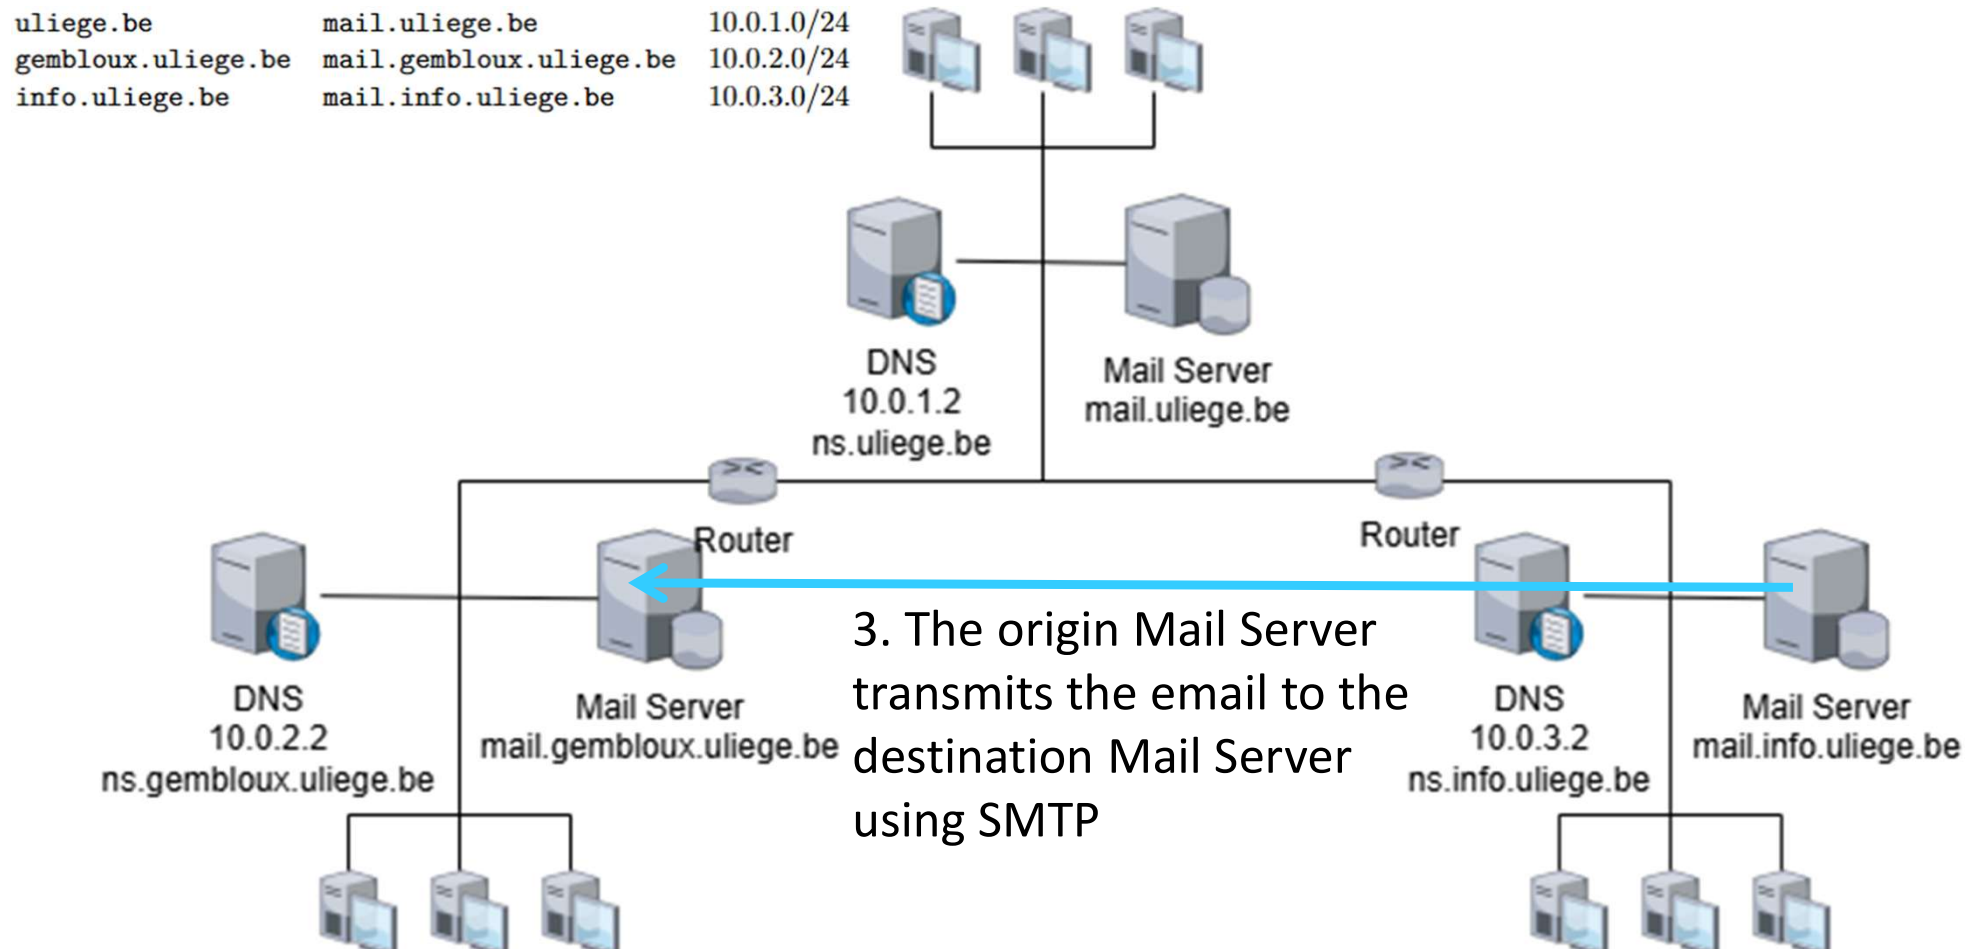 uliege.be mail.uliege.be 10.0.1.0/24
gembloux.uliege.be mail.gembloux.uliege.be 10.0.2.0/24
info.uliege.be mail.info.uliege.be 10.0.3.0/24
DNS
10.0.1.2
ns.uliege.be
Mail Server
mail.uliege.be
Router
Router
DNS
10.0.2.2
ns.gembloux.uliege.be
Mail Server
mail.gembloux.uliege.be
3. The origin Mail Server
transmits the email to the
destination Mail Server
using SMTP
DNS
10.0.3.2
ns.info.uliege.be
Mail Server
mail.info.uliege.be